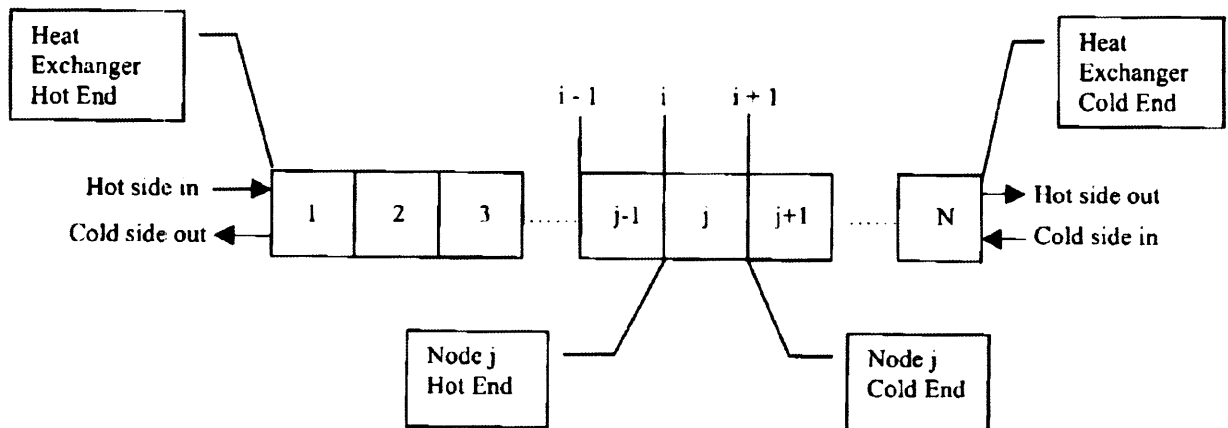 Heat
Exchanger
Hot End
Heat
Exchanger
Cold End
i - 1 i i + 1
Hot side in
Cold side out
1 2 3 ........ j-1 j j+1 ........ N
Hot side out
Cold side in
Node j
Hot End
Node j
Cold End